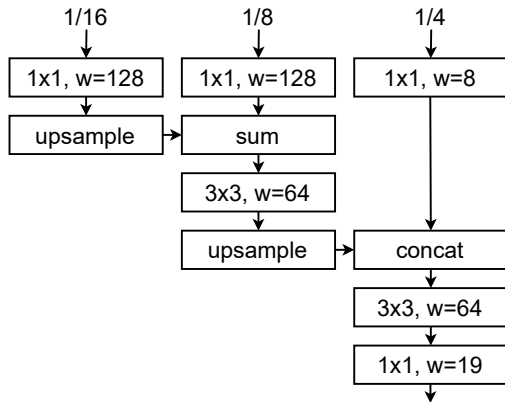 1/16 1/8 1/4
1x1, w=128 1x1, w=128 1x1, w=8
upsample sum
3x3, w=64
upsample concat
3x3, w=64
1x1, w=19